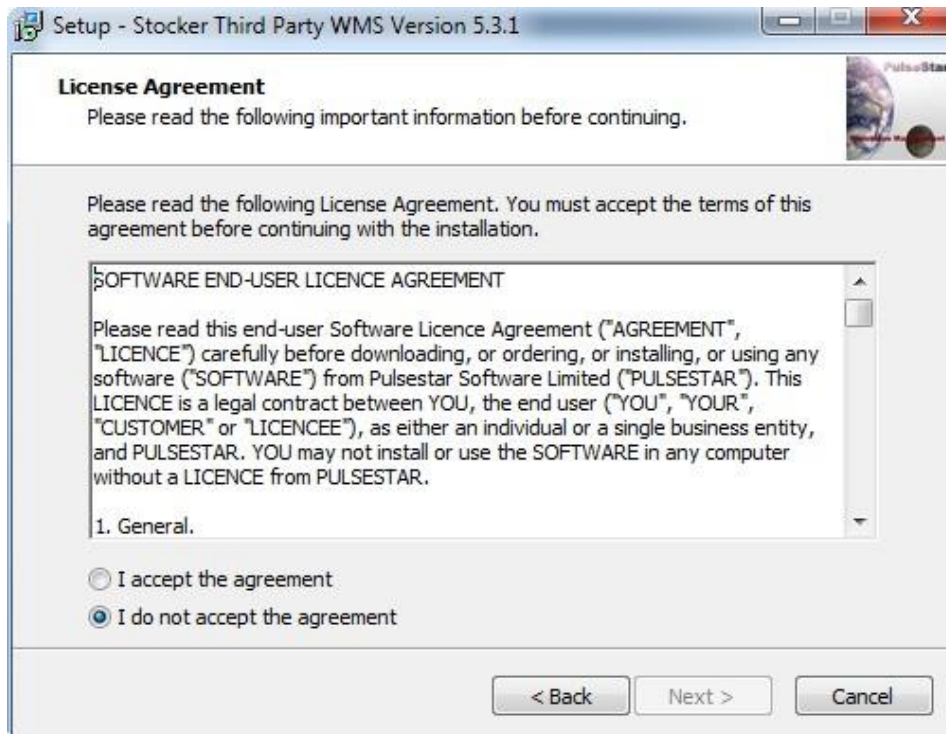 Setup - Stocker Third Party WMS Version 5.3.1
License Agreement
Please read the following important information before continuing.
PulseStar
Please read the following License Agreement. You must accept the terms of this
agreement before continuing with the installation.
SOFTWARE END-USER LICENCE AGREEMENT
Please read this end-user Software Licence Agreement ("AGREEMENT",
"LICENCE") carefully before downloading, or ordering, or installing, or using any
software ("SOFTWARE") from Pulsestar Software Limited ("PULSESTAR"). This
LICENCE is a legal contract between YOU, the end user ("YOU", "YOUR",
"CUSTOMER" or "LICENCEE"), as either an individual or a single business entity,
and PULSESTAR. YOU may not install or use the SOFTWARE in any computer
without a LICENCE from PULSESTAR.
1. General.
I accept the agreement
I do not accept the agreement
< Back
Next >
Cancel